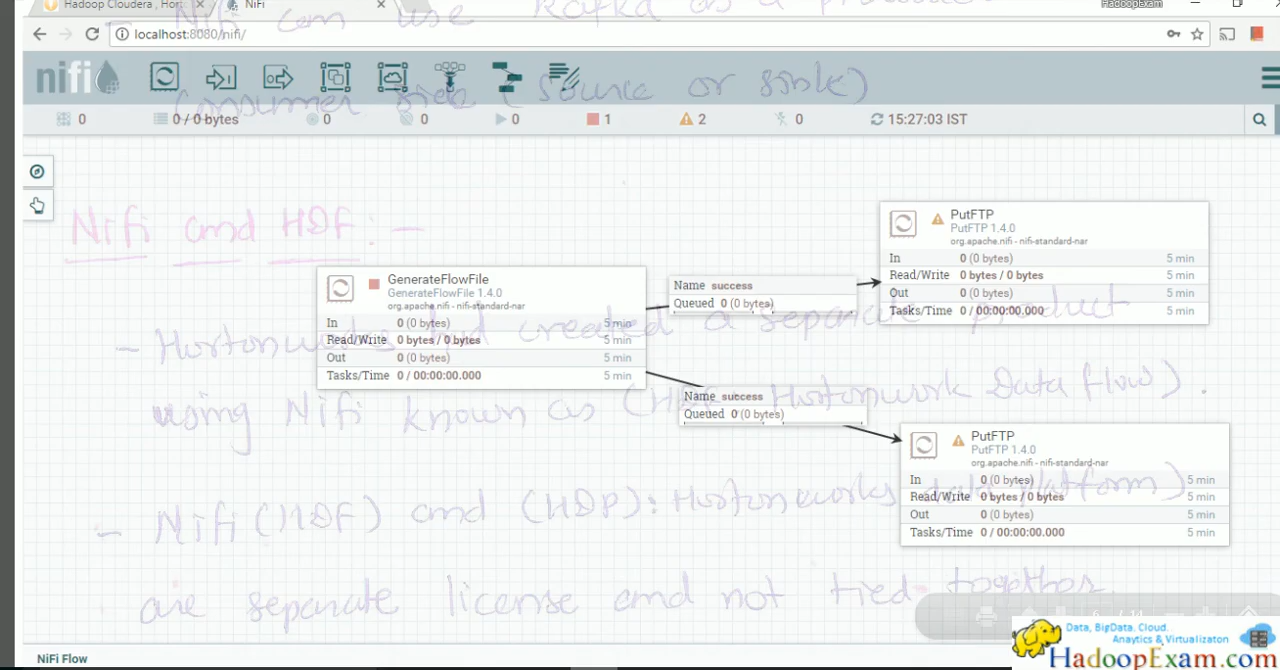 Hadoop Cloudera, Hort
NiFi
HadoopExam
- Nifi can use Kafka as a
localhost:8080/nifi/
nifi
Consumer side (Source or sink)
0
0 / 0 bytes
0
0
0
1
2
0
15:27:03 IST
Nifi and HDF : -
PutFTP
PutFTP 1.4.0
org.apache.nifi - nifi-standard-nar
In 0 (0 bytes) 5 min
Read/Write 0 bytes / 0 bytes 5 min
Out 0 (0 bytes) 5 min
Tasks/Time 0 / 00:00:00.000 5 min
GenerateFlowFile
GenerateFlowFile 1.4.0
org.apache.nifi - nifi-standard-nar
In 0 (0 bytes) 5 min
Read/Write 0 bytes / 0 bytes 5 min
Out 0 (0 bytes) 5 min
Tasks/Time 0 / 00:00:00.000 5 min
Name success
Queued 0 (0 bytes)
- Hortonworks had created a separate product
Name success
Queued 0 (0 bytes)
using Nifi known as (HDF Hortonwork Data flow).
PutFTP
PutFTP 1.4.0
org.apache.nifi - nifi-standard-nar
In 0 (0 bytes) 5 min
Read/Write 0 bytes / 0 bytes 5 min
Out 0 (0 bytes) 5 min
Tasks/Time 0 / 00:00:00.000 5 min
- Nifi (HDF) and (HDP): Hortonworks data platform)
are separate license and not tied together.
6 / 14
Data, BigData, Cloud,
Anaytics & Virtualizaton
HadoopExam.com
NiFi Flow